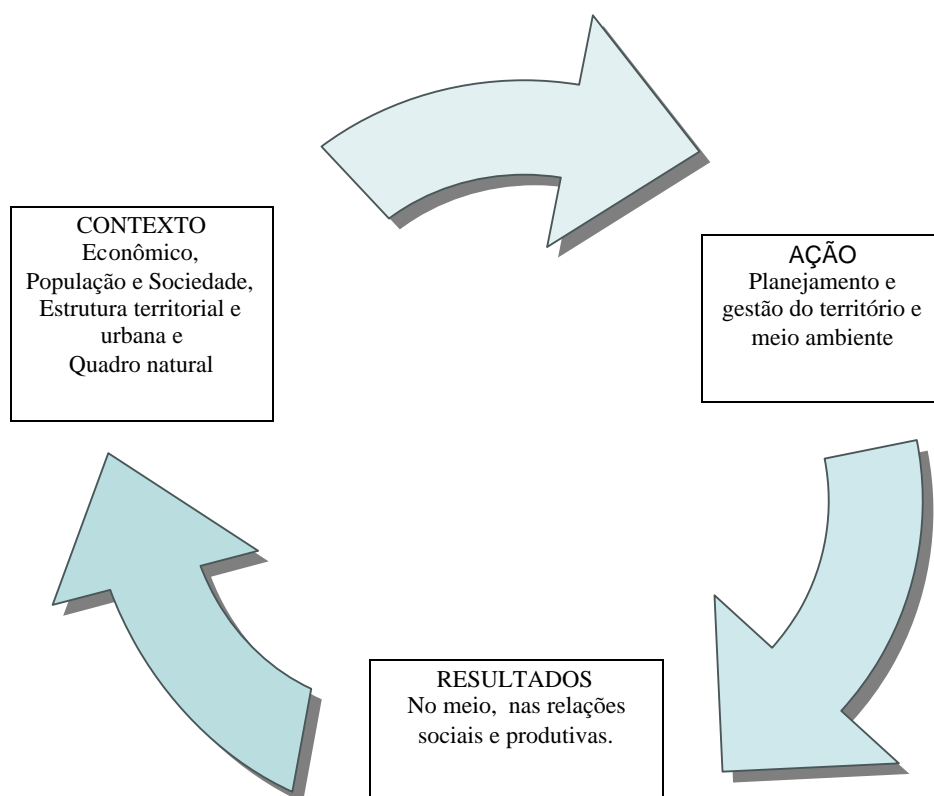 CONTEXTO
Econômico,
População e Sociedade,
Estrutura territorial e
urbana e
Quadro natural
AÇÃO
Planejamento e
gestão do território e
meio ambiente
RESULTADOS
No meio, nas relações
sociais e produtivas.